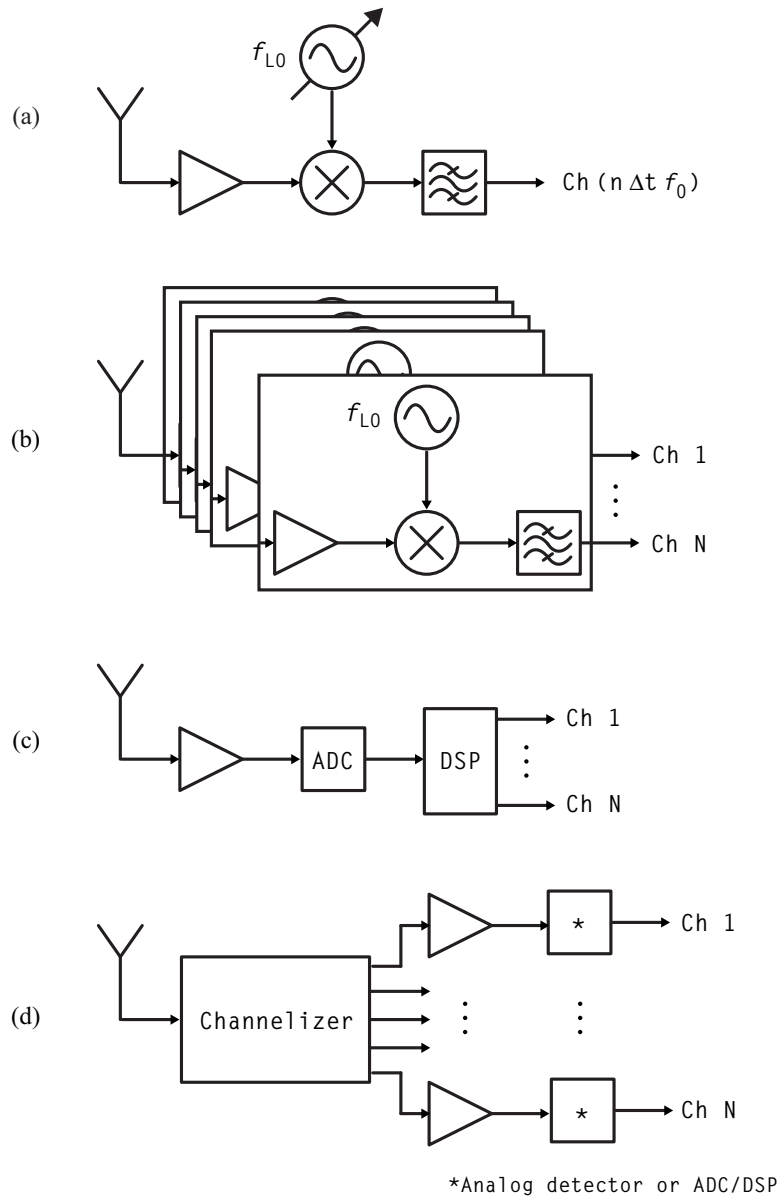 (a)
f_LO
Ch (n Δt f_0)
(b)
f_LO
Ch 1
Ch N
(c)
ADC
DSP
Ch 1
Ch N
(d)
Channelizer
*
Ch 1
*
Ch N
*Analog detector or ADC/DSP